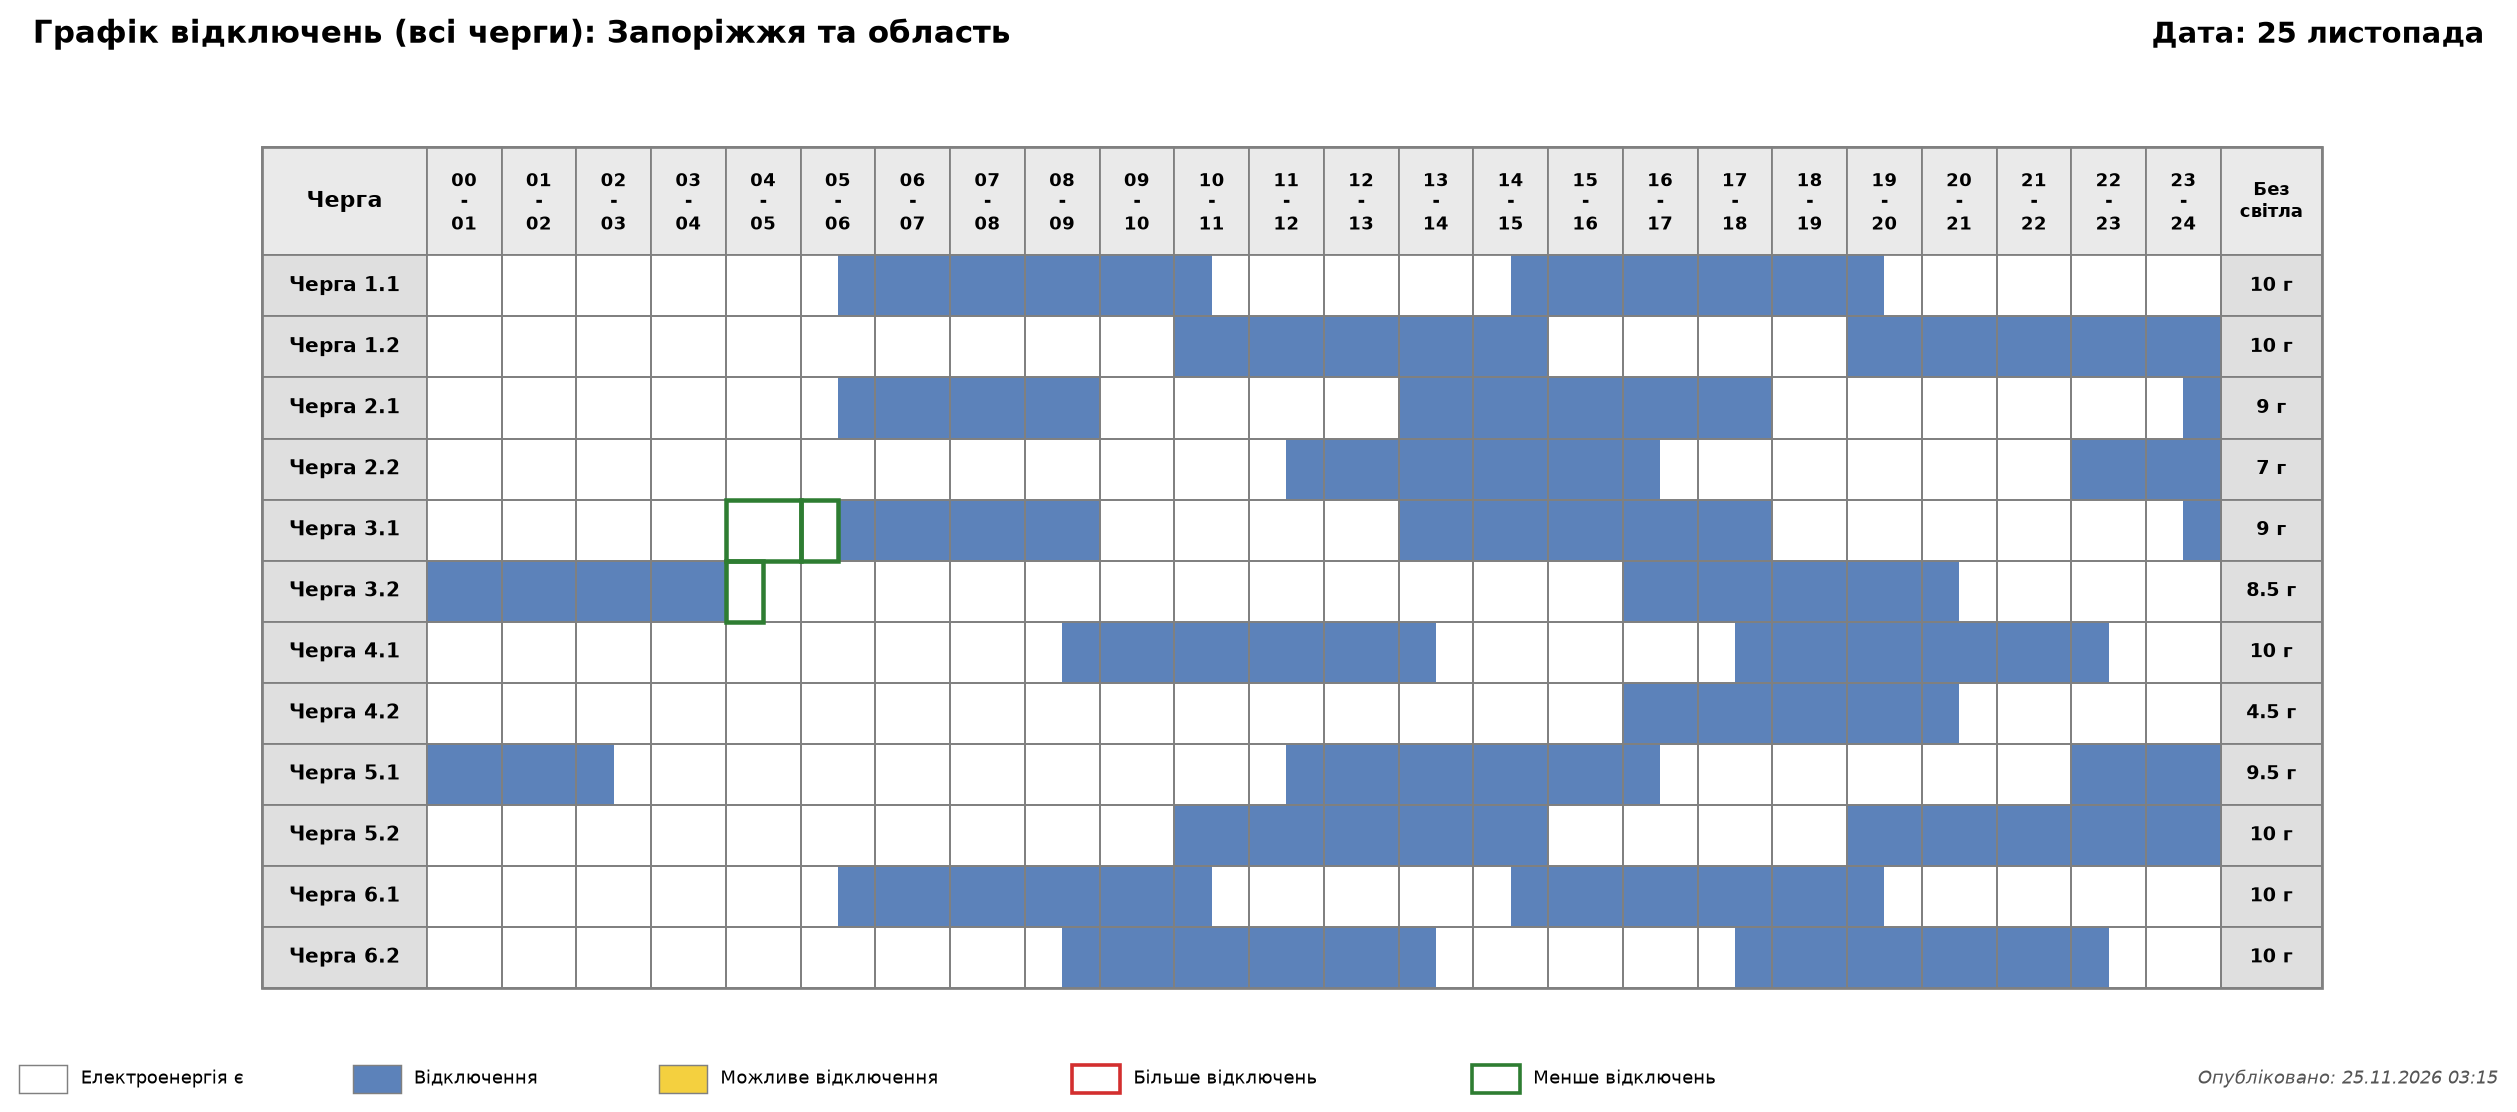 Графік відключень (всі черги): Запоріжжя та область
Дата: 25 листопада
Черга 00 - 01 01 - 02 02 - 03 03 - 04 04 - 05 05 - 06 06 - 07 07 - 08 08 - 09 09 - 10 10 - 11 11 - 12 12 - 13 13 - 14 14 - 15 15 - 16 16 - 17 17 - 18 18 - 19 19 - 20 20 - 21 21 - 22 22 - 23 23 - 24 Без світла
Черга 1.1 10 г
Черга 1.2 10 г
Черга 2.1 9 г
Черга 2.2 7 г
Черга 3.1 9 г
Черга 3.2 8.5 г
Черга 4.1 10 г
Черга 4.2 4.5 г
Черга 5.1 9.5 г
Черга 5.2 10 г
Черга 6.1 10 г
Черга 6.2 10 г
Електроенергія є Відключення Можливе відключення Більше відключень Менше відключень
Опубліковано: 25.11.2026 03:15